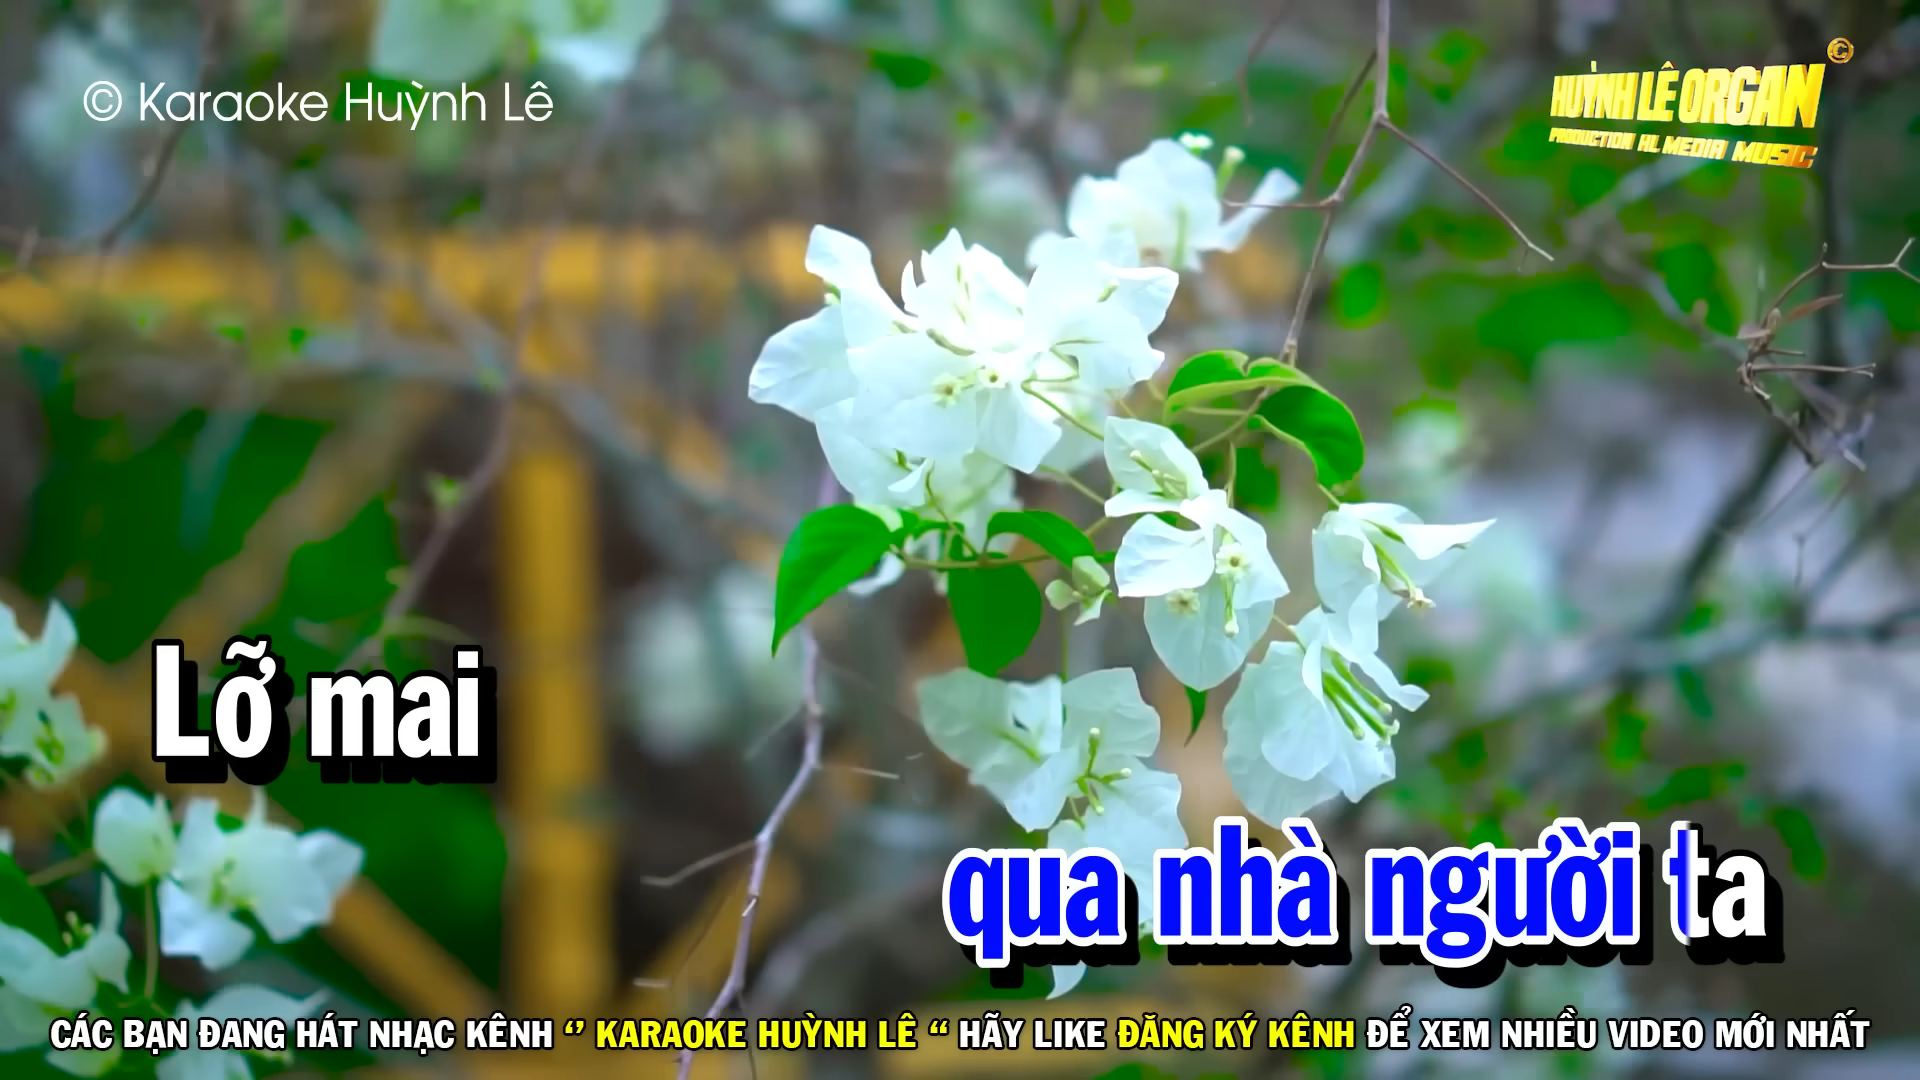 © Karaoke Huỳnh Lê
HUỲNH LÊ ORGAN ©
PRODUCTION HL MEDIA MUSIC
Lỡ mai
qua nhà người ta
CÁC BẠN ĐANG HÁT NHẠC KÊNH “ KARAOKE HUỲNH LÊ “ HÃY LIKE ĐĂNG KÝ KÊNH ĐỂ XEM NHIỀU VIDEO MỚI NHẤT